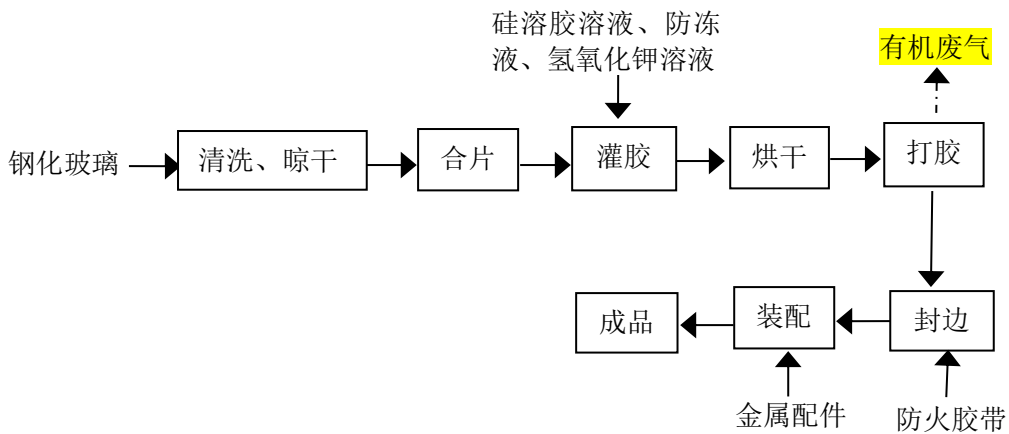 硅溶胶溶液、防冻
液、氢氧化钾溶液
有机废气
钢化玻璃
清洗、晾干
合片
灌胶
烘干
打胶
成品
装配
封边
金属配件
防火胶带